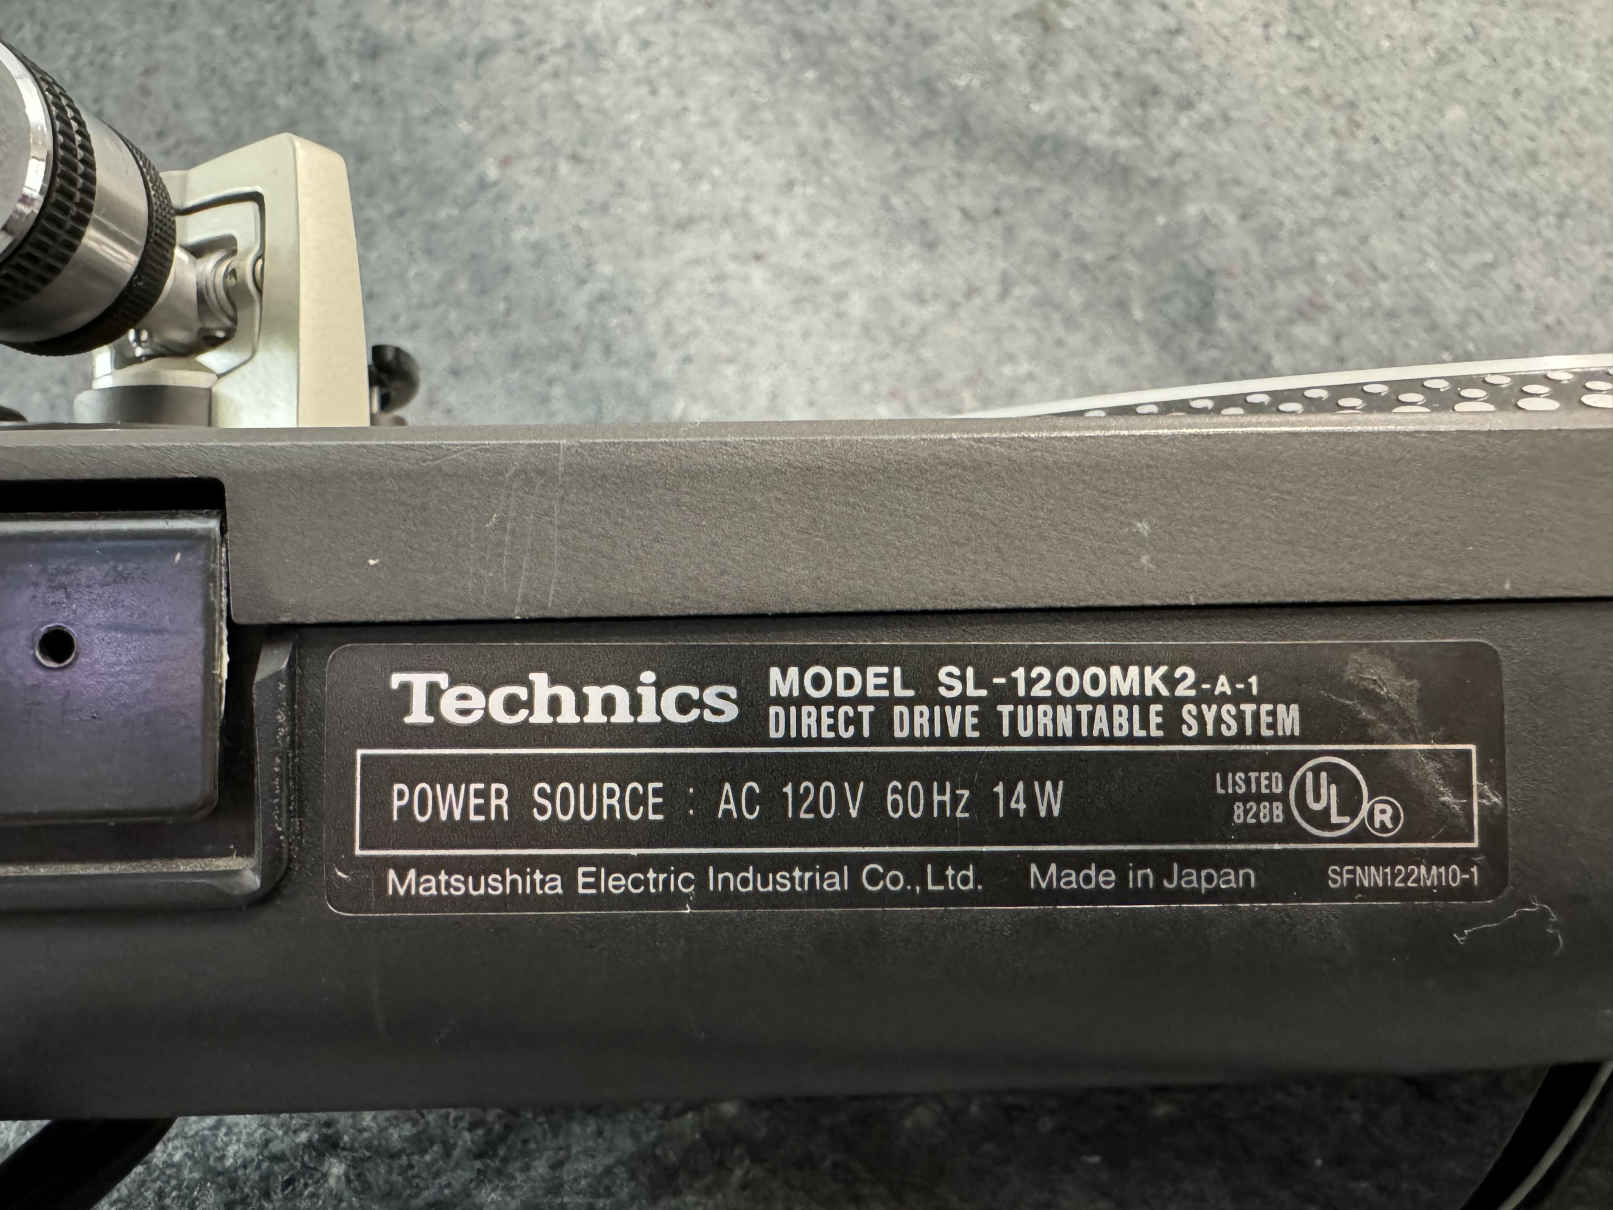 Technics
MODEL SL-1200MK2-A-1
DIRECT DRIVE TURNTABLE SYSTEM
POWER SOURCE : AC 120V 60Hz 14W
LISTED
828B
UL
®
Matsushita Electric Industrial Co., Ltd. Made in Japan SFNN122M10-1